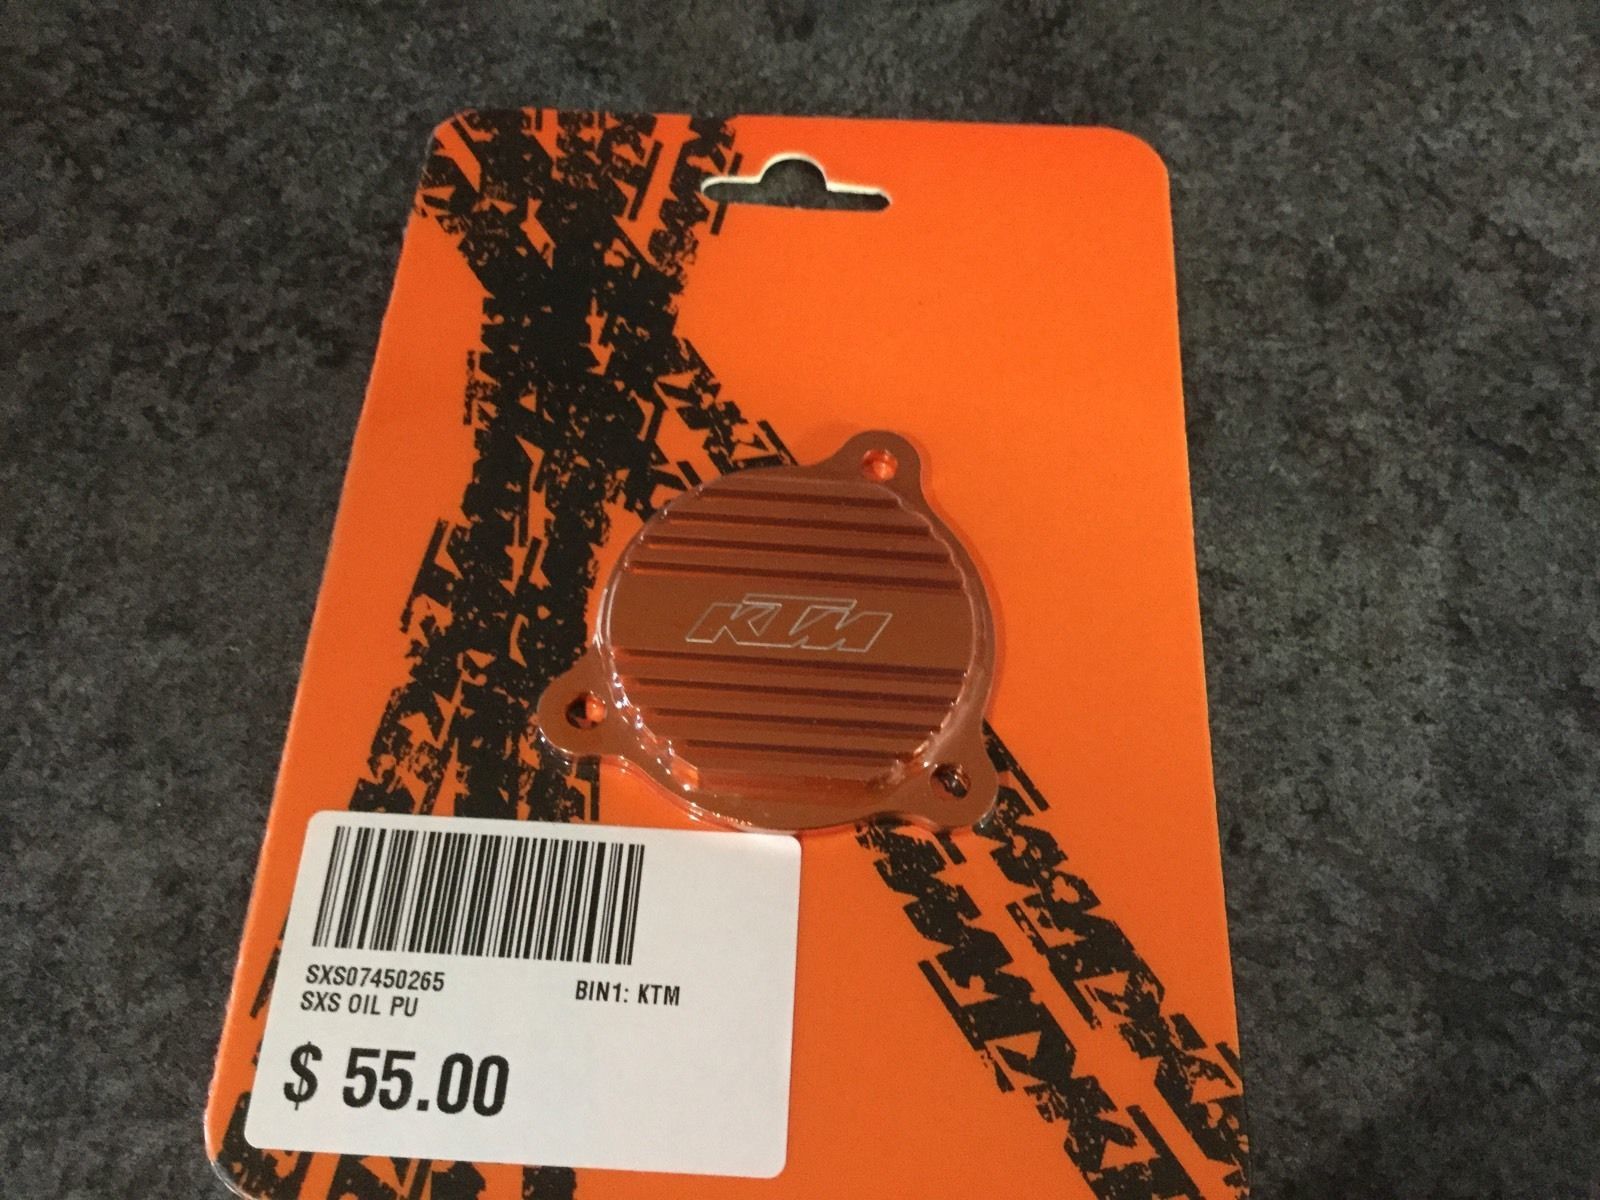 KTM
SXS07450265
SXS OIL PU
BIN1: KTM
$ 55.00